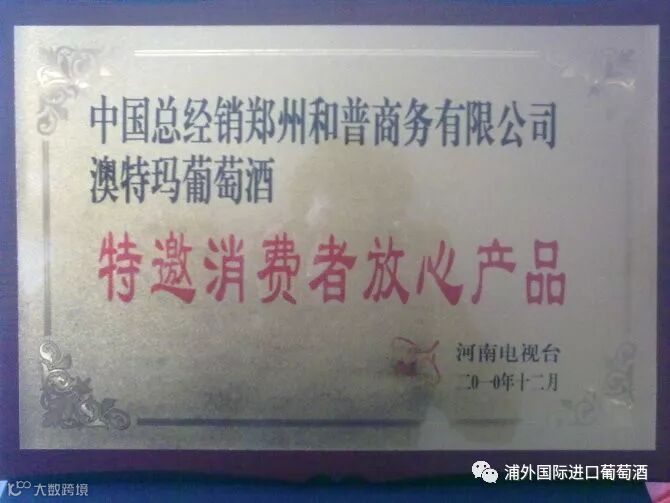 中国总经销郑州和普商务有限公司
澳特玛葡萄酒
特邀消费者放心产品
河南电视台
二0一0年十二月
大数跨境
浦外国际进口葡萄酒